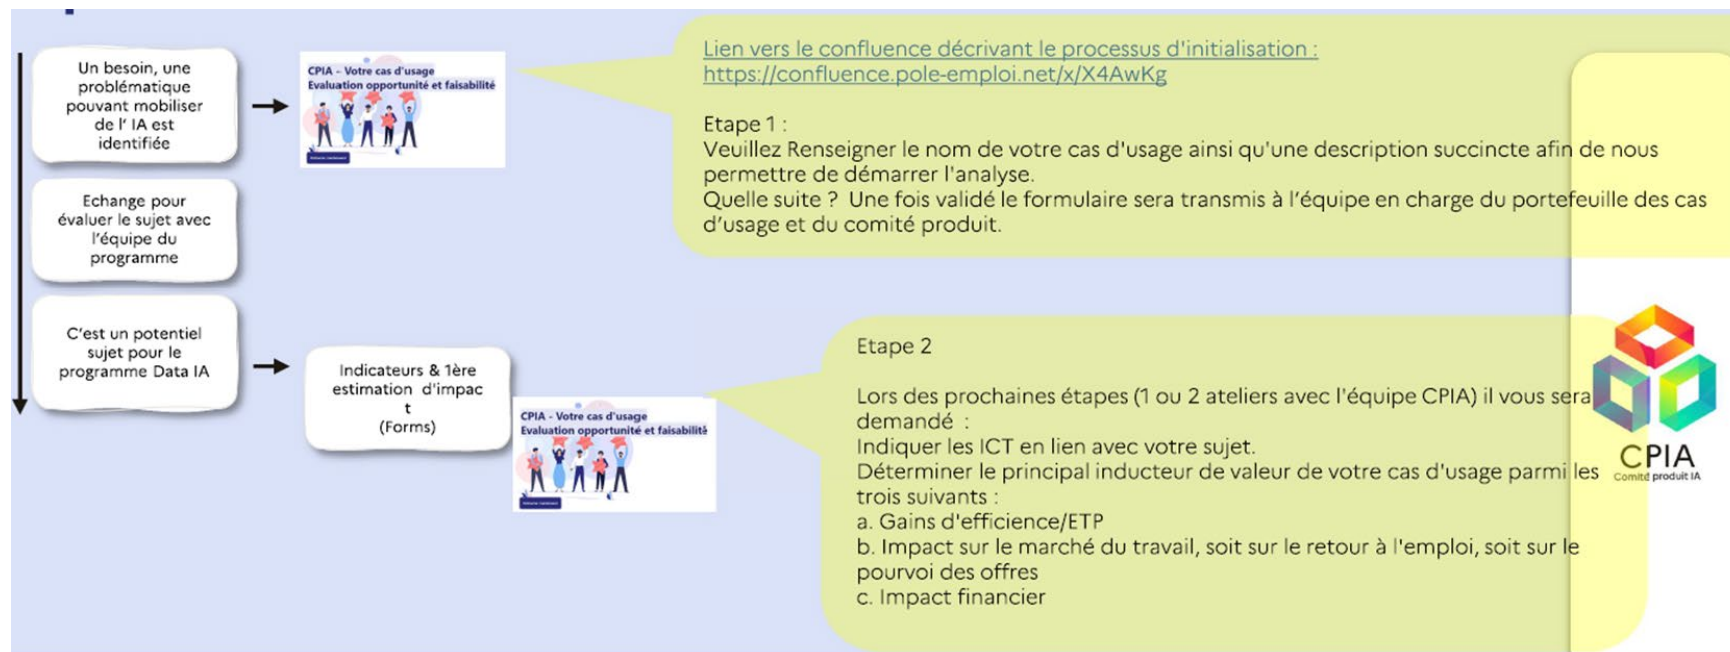 Un besoin, une
problématique
pouvant mobiliser
de l' IA est
identifiée
CPIA - Votre cas d'usage
Evaluation opportunité et faisabilité
Lien vers le confluence décrivant le processus d'initialisation :
https://confluence.pole-emploi.net/x/X4AwKg
Etape 1 :
Veuillez Renseigner le nom de votre cas d'usage ainsi qu'une description succincte afin de nous
permettre de démarrer l'analyse.
Quelle suite ? Une fois validé le formulaire sera transmis à l'équipe en charge du portefeuille des cas
d'usage et du comité produit.
Echange pour
évaluer le sujet avec
l'équipe du
programme
C'est un potentiel
sujet pour le
programme Data IA
Indicateurs & 1ère
estimation d'impac
t
(Forms)
CPIA - Votre cas d'usage
Evaluation opportunité et faisabilité
Etape 2
Lors des prochaines étapes (1 ou 2 ateliers avec l'équipe CPIA) il vous sera
demandé :
Indiquer les ICT en lien avec votre sujet.
Déterminer le principal inducteur de valeur de votre cas d'usage parmi les
trois suivants :
a. Gains d'efficience/ETP
b. Impact sur le marché du travail, soit sur le retour à l'emploi, soit sur le
pourvoi des offres
c. Impact financier
CPIA
Comité produit IA